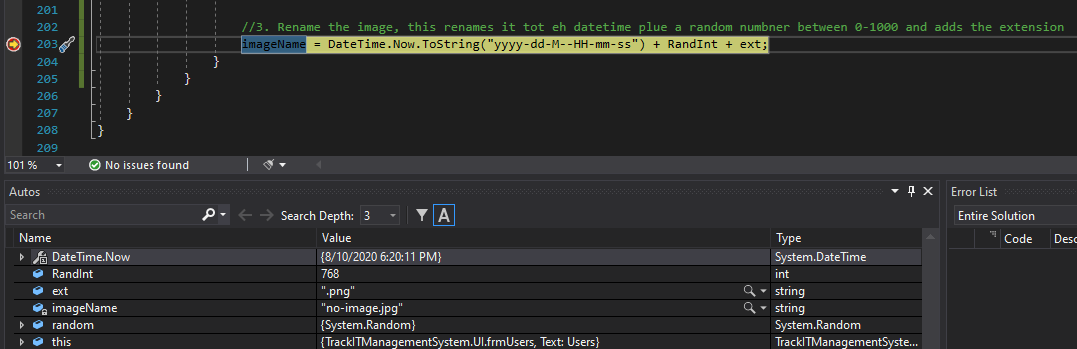 201
202 //3. Rename the image, this renames it tot eh datetime plue a random numbner between 0-1000 and adds the extension
203 imageName = DateTime.Now.ToString("yyyy-dd-M--HH-mm-ss") + RandInt + ext;
204 }
205 }
206 }
207 }
208 }
209
101 % No issues found
Autos Error List
Search Search Depth: 3 A Entire Solution
Name Value Type Code Desc
DateTime.Now {8/10/2020 6:20:11 PM} System.DateTime
RandInt 768 int
ext ".png" string
imageName "no-image.jpg" string
random {System.Random} System.Random
this {TrackITManagementSystem.UI.frmUsers, Text: Users} TrackITManagementSyste...